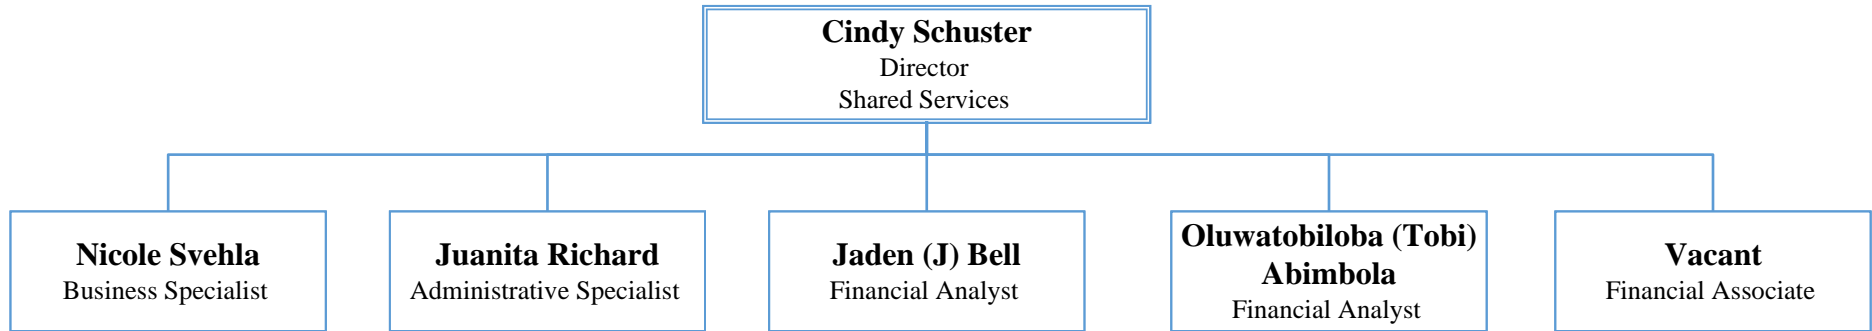 Cindy Schuster
Director
Shared Services
Nicole Svehla
Business Specialist
Juanita Richard
Administrative Specialist
Jaden (J) Bell
Financial Analyst
Oluwatobiloba (Tobi)
Abimbola
Financial Analyst
Vacant
Financial Associate